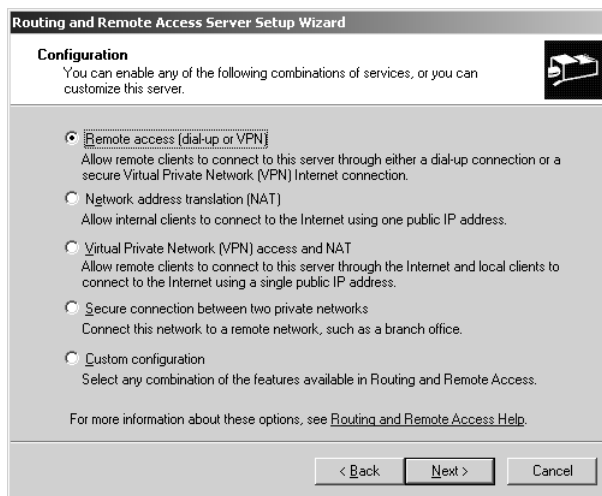 Routing and Remote Access Server Setup Wizard
Configuration
You can enable any of the following combinations of services, or you can
customize this server.
Remote access (dial-up or VPN)
Allow remote clients to connect to this server through either a dial-up connection or a
secure Virtual Private Network (VPN) Internet connection.
Network address translation (NAT)
Allow internal clients to connect to the Internet using one public IP address.
Virtual Private Network (VPN) access and NAT
Allow remote clients to connect to this server through the Internet and local clients to
connect to the Internet using a single public IP address.
Secure connection between two private networks
Connect this network to a remote network, such as a branch office.
Custom configuration
Select any combination of the features available in Routing and Remote Access.
For more information about these options, see Routing and Remote Access Help.
< Back Next > Cancel